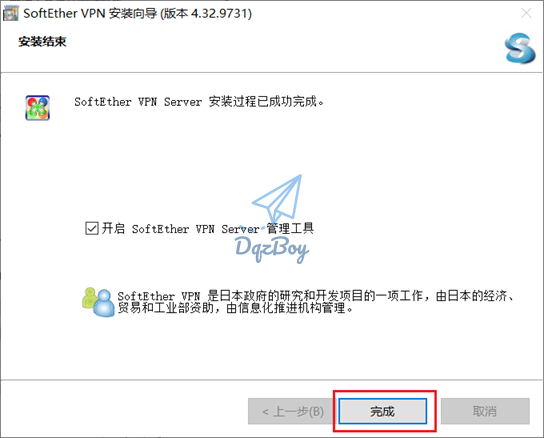 SoftEther VPN 安装向导 (版本 4.32.9731)
安装结束
SoftEther VPN Server 安装过程已成功完成。
开启 SoftEther VPN Server 管理工具
DqzBoy
SoftEther VPN 是日本政府的研究和开发项目的一项工作，由日本的经济、
贸易和工业部资助，由信息化推进机构管理。
< 上一步(B)
完成
取消